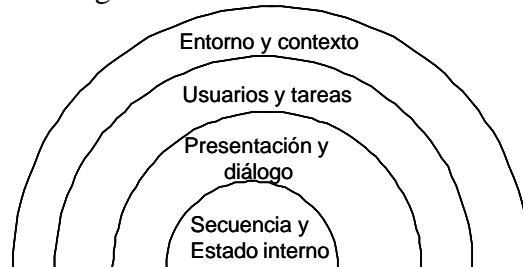 Entorno y contexto
Usuarios y tareas
Presentación y
diálogo
Secuencia y
Estado interno